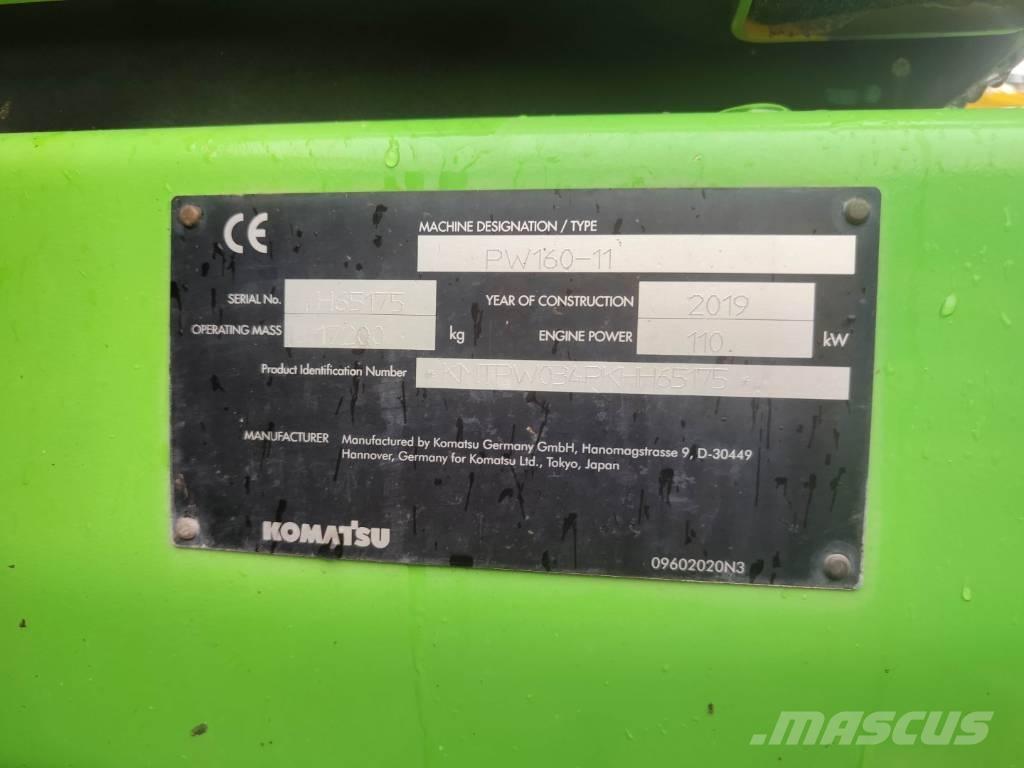 CE
MACHINE DESIGNATION / TYPE
PW160-11
SERIAL No. H65175 YEAR OF CONSTRUCTION 2019
OPERATING MASS 17200 kg ENGINE POWER 110 kW
Product Identification Number *KMTPW034PKHH65175*
MANUFACTURER Manufactured by Komatsu Germany GmbH, Hanomagstrasse 9, D-30449
Hannover, Germany for Komatsu Ltd., Tokyo, Japan
KOMATSU
09602020N3
MASCUS